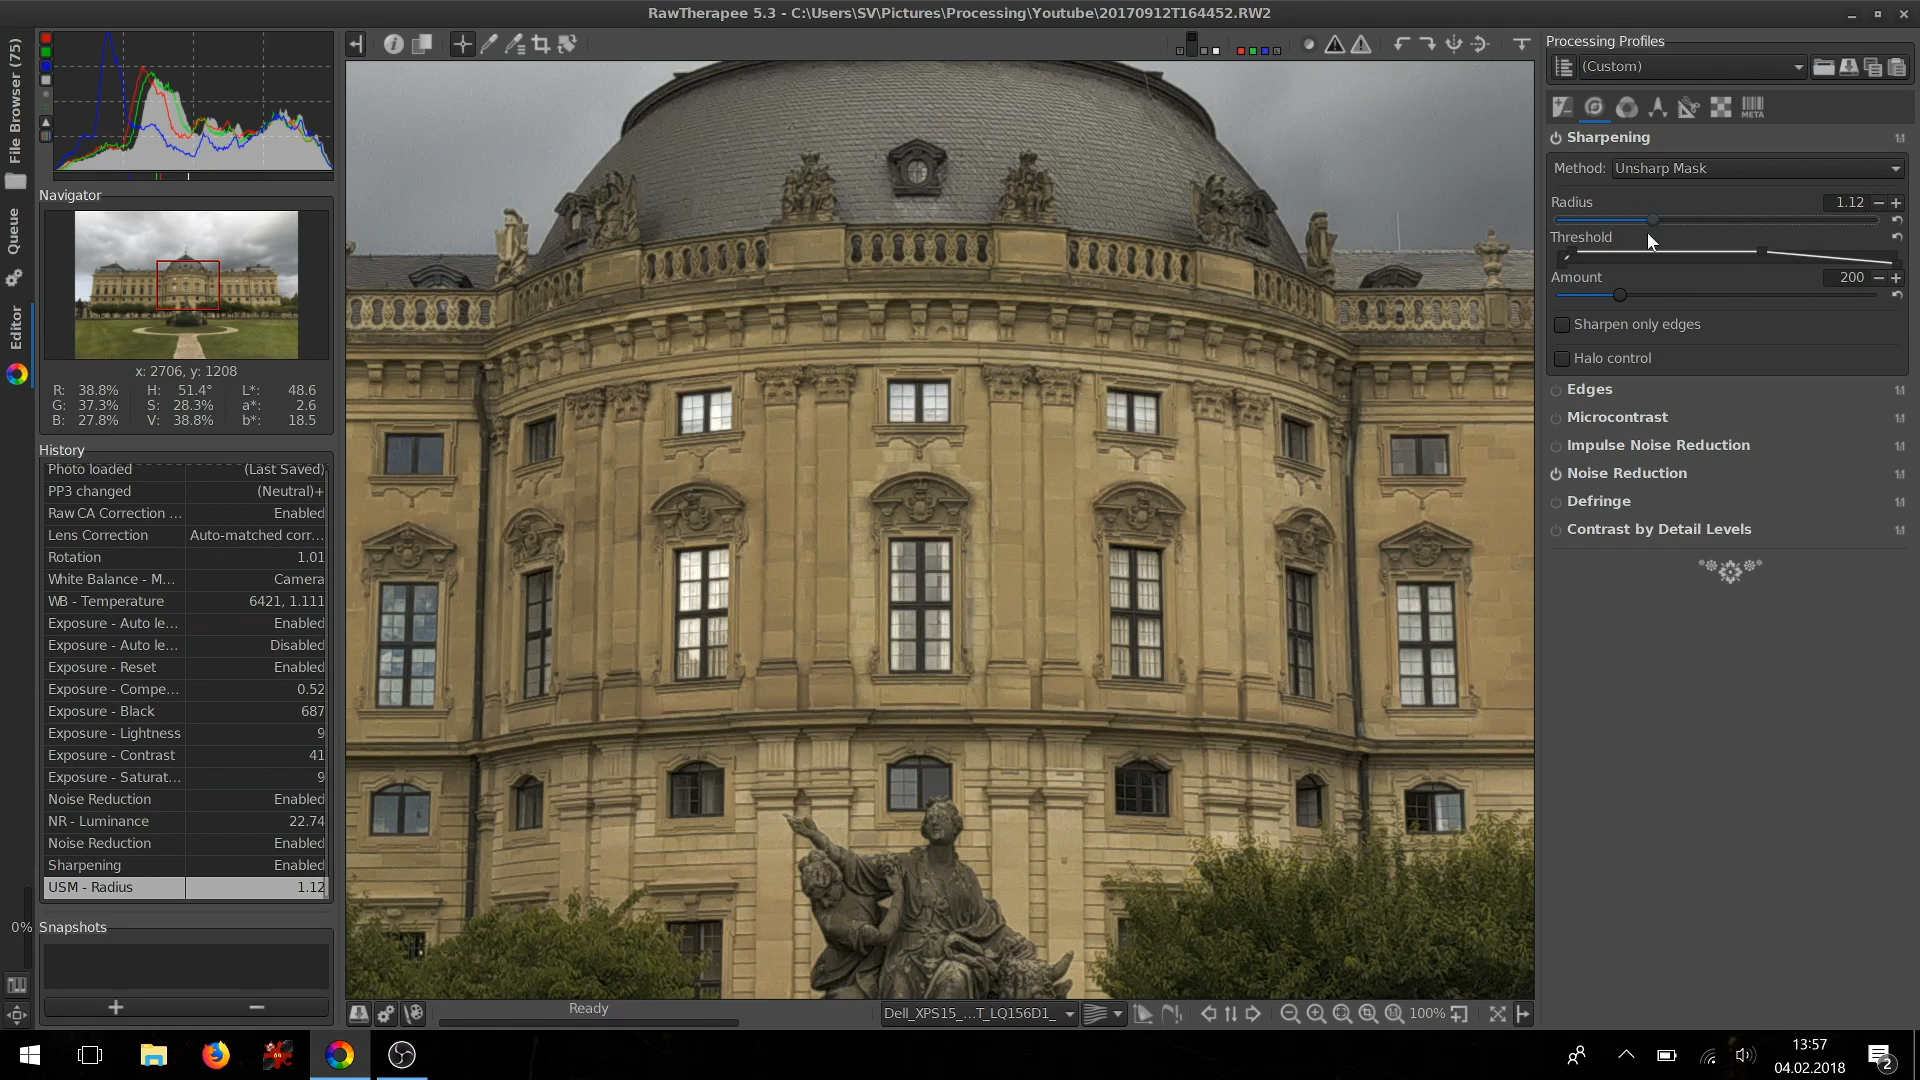 RawTherapee 5.3 - C:\Users\SV\Pictures\Processing\Youtube\20170912T164452.RW2
File Browser (75)
Queue
Editor
Navigator
x: 2706, y: 1208
R: 38.8% H: 51.4° L*: 48.6
G: 37.3% S: 28.3% a*: 2.6
B: 27.8% V: 38.8% b*: 18.5
History
Photo loaded (Last Saved)
PP3 changed (Neutral)+
Raw CA Correction ... Enabled
Lens Correction Auto-matched corr...
Rotation 1.01
White Balance - M... Camera
WB - Temperature 6421, 1.111
Exposure - Auto le... Enabled
Exposure - Auto le... Disabled
Exposure - Reset Enabled
Exposure - Compe... 0.52
Exposure - Black 687
Exposure - Lightness 9
Exposure - Contrast 41
Exposure - Saturat... 9
Noise Reduction Enabled
NR - Luminance 22.74
Noise Reduction Enabled
Sharpening Enabled
USM - Radius 1.12
0%
Snapshots
Ready
Dell_XPS15_...T_LQ156D1_
100%
Processing Profiles
(Custom)
META
Sharpening
Method: Unsharp Mask
Radius 1.12
Threshold
Amount 200
Sharpen only edges
Halo control
Edges
Microcontrast
Impulse Noise Reduction
Noise Reduction
Defringe
Contrast by Detail Levels
13:57
04.02.2018
2